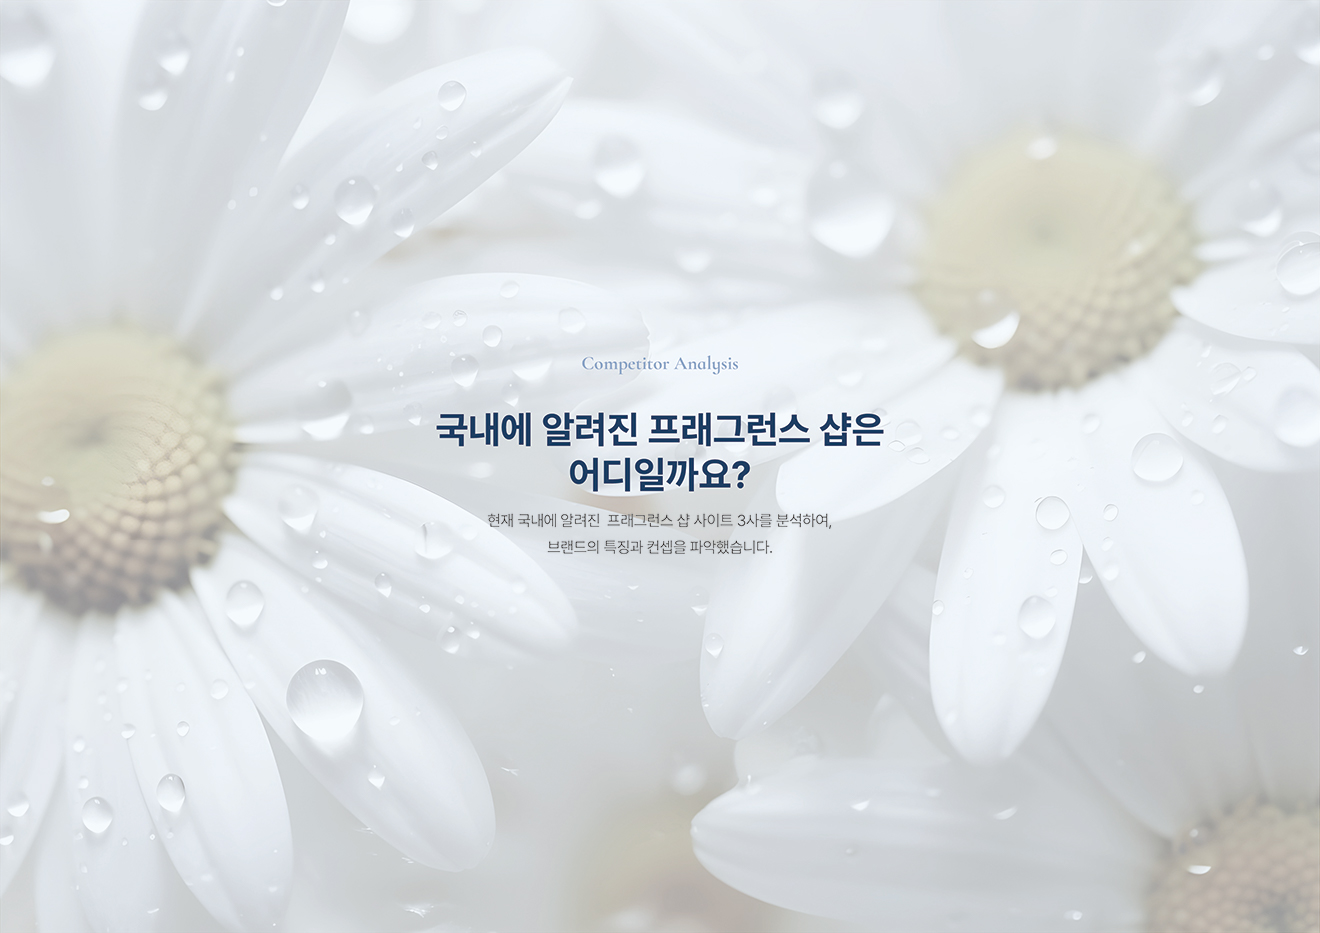 Competitor Analysis
국내에 알려진 프래그런스 샵은
어디일까요?
현재 국내에 알려진 프래그런스 샵 사이트 3사를 분석하여,
브랜드의 특징과 컨셉을 파악했습니다.